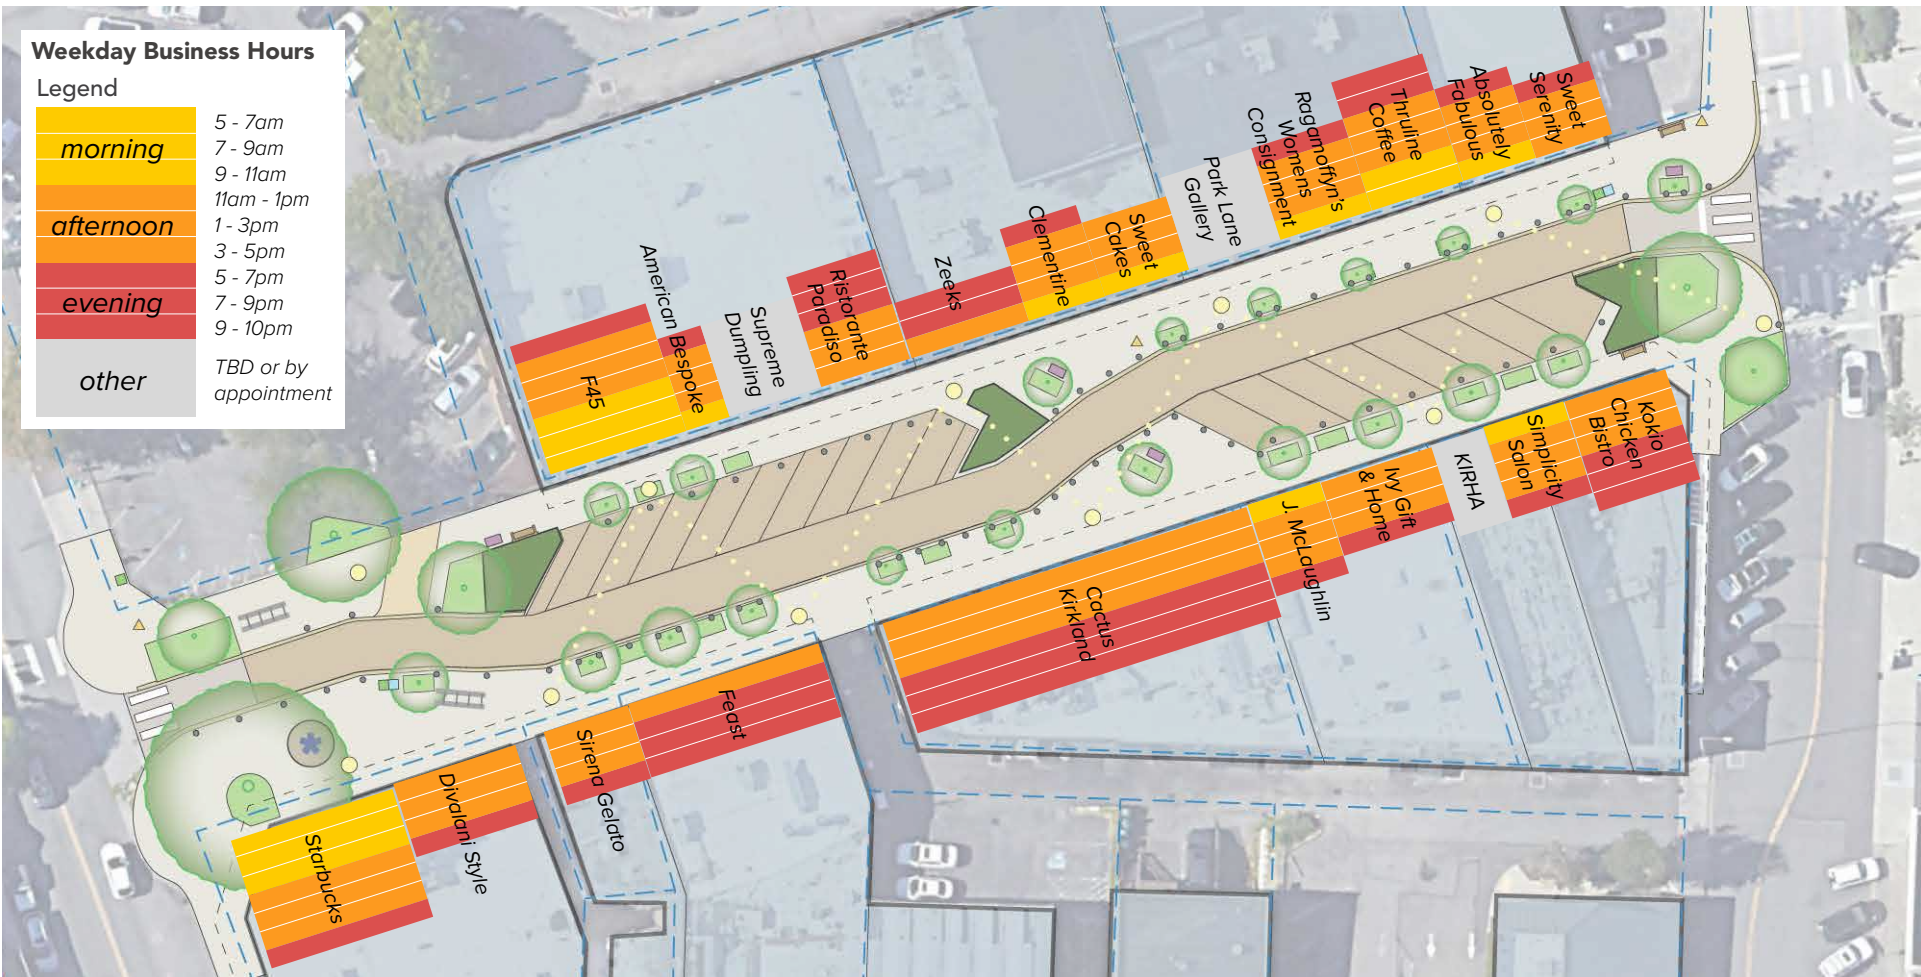 Weekday Business Hours
Legend
morning
afternoon
evening
other
5 - 7am
7 - 9am
9 - 11am
11am - 1pm
1 - 3pm
3 - 5pm
5 - 7pm
7 - 9pm
9 - 10pm
TBD or by
appointment
F45
American Bespoke
Supreme
Dumpling
Ristorante
Paradiso
Zeeks
Clementine
Sweet
Cakes
Park Lane
Gallery
Ragamoffyn's
Womens
Consignment
Thruline
Coffee
Absolutely
Fabulous
Sweet
Serenity
Starbucks
Divalani Style
Sirena Gelato
Feast
Cactus
Kirkland
J. McLaughlin
Ivy Gift
& Home
KIRHA
Simplicity
Salon
Kokio
Chicken
Bistro